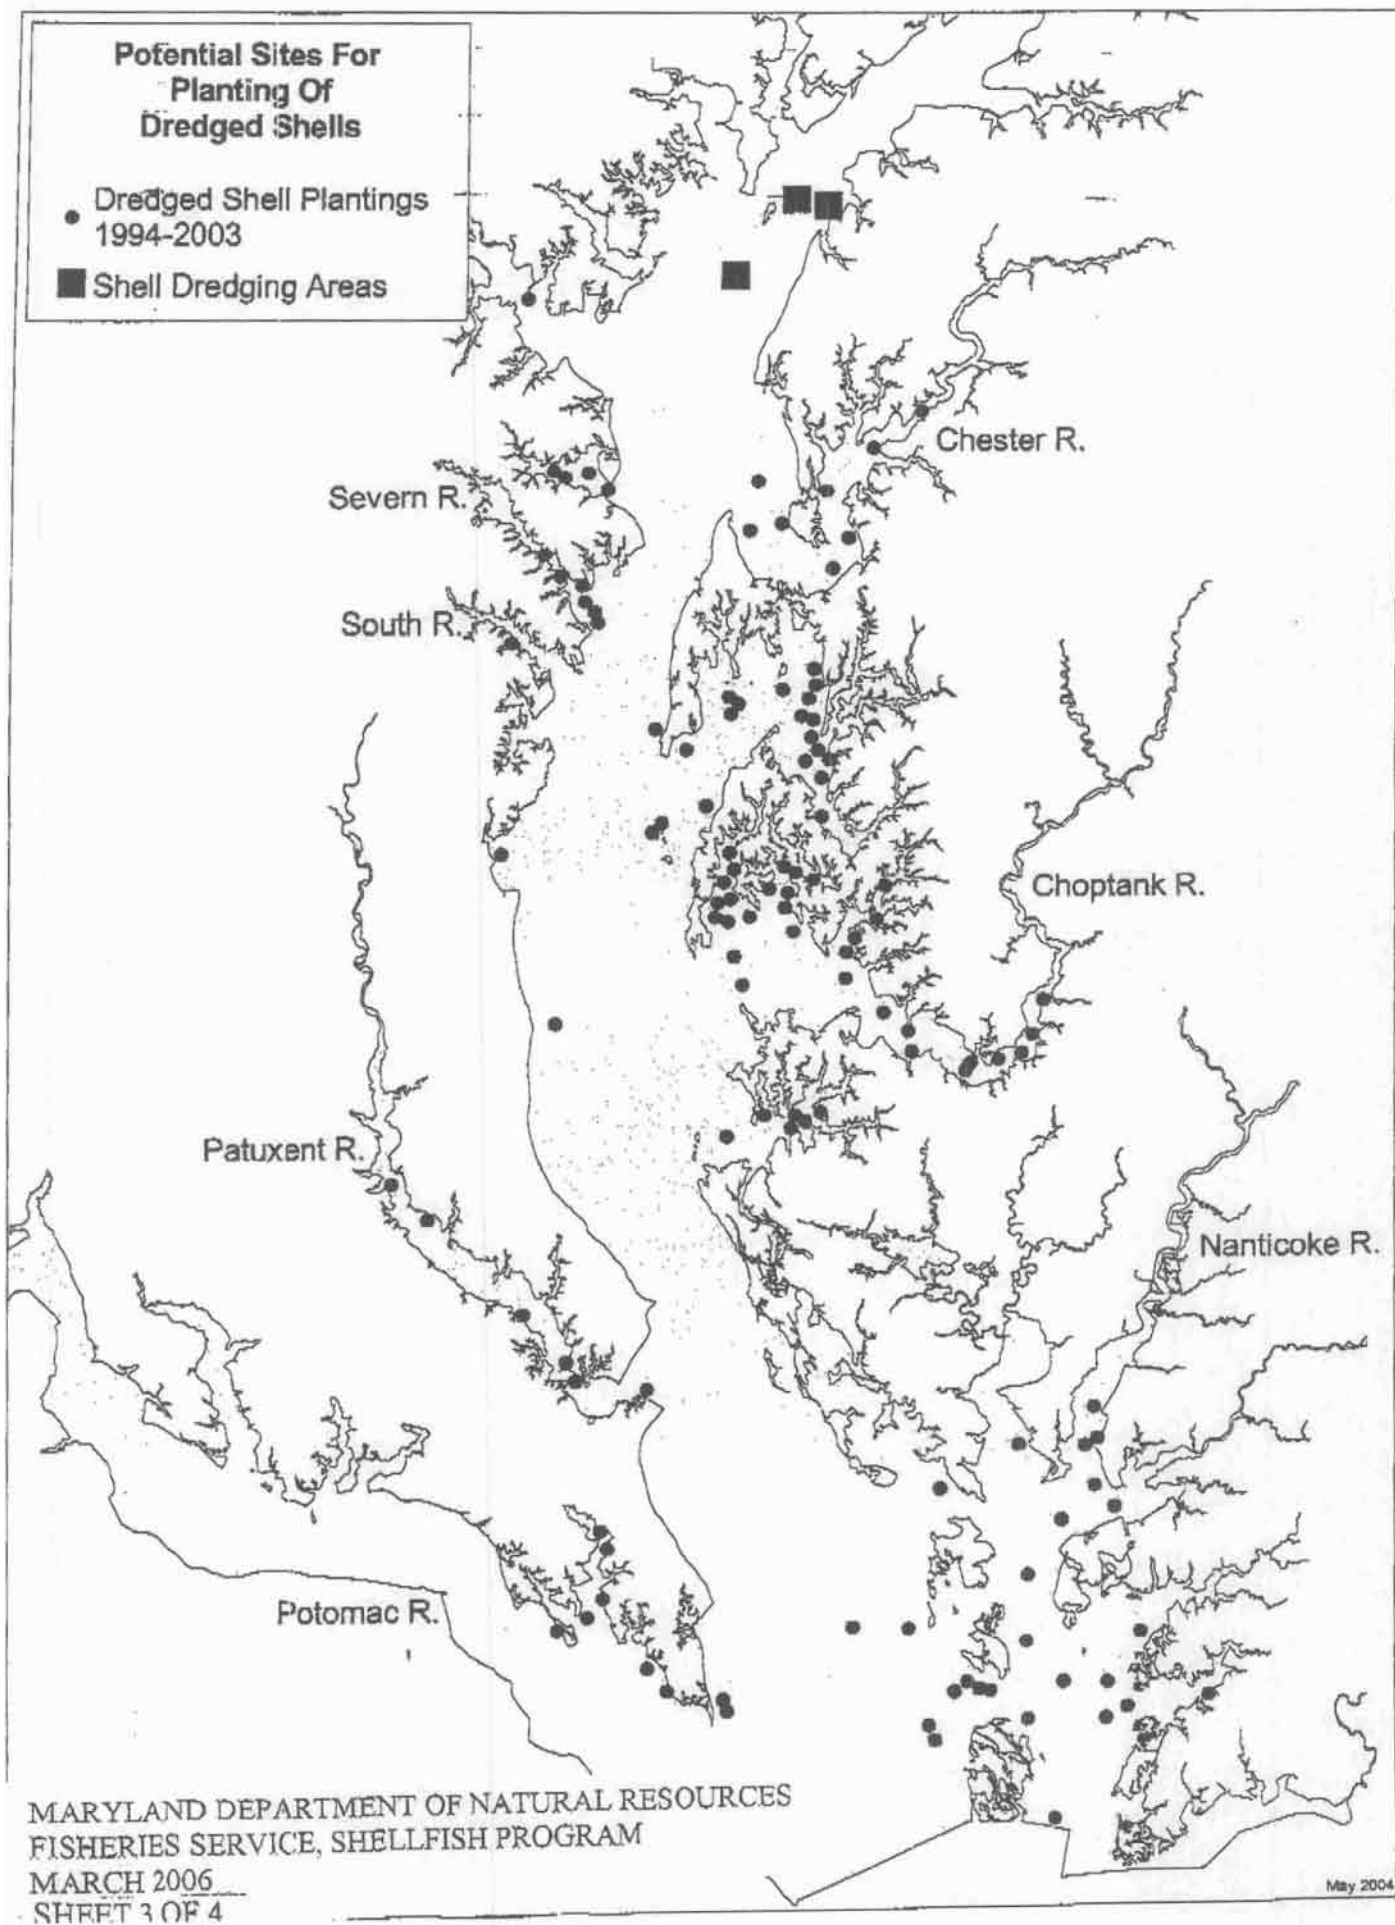 Potential Sites For
Planting Of
Dredged Shells
Dredged Shell Plantings
1994-2003
Shell Dredging Areas
Chester R.
Severn R.
South R.
Choptank R.
Patuxent R.
Nanticoke R.
Potomac R.
MARYLAND DEPARTMENT OF NATURAL RESOURCES
FISHERIES SERVICE, SHELLFISH PROGRAM
MARCH 2006
May 2004
SHEET 3 OF 4